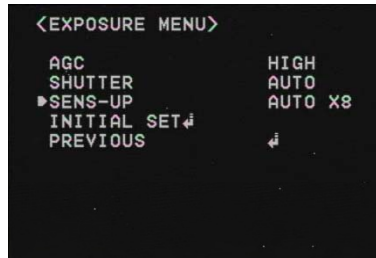 <EXPOSURE MENU>
AGC HIGH
SHUTTER AUTO
SENS-UP AUTO X8
INITIAL SET↲
PREVIOUS ↲